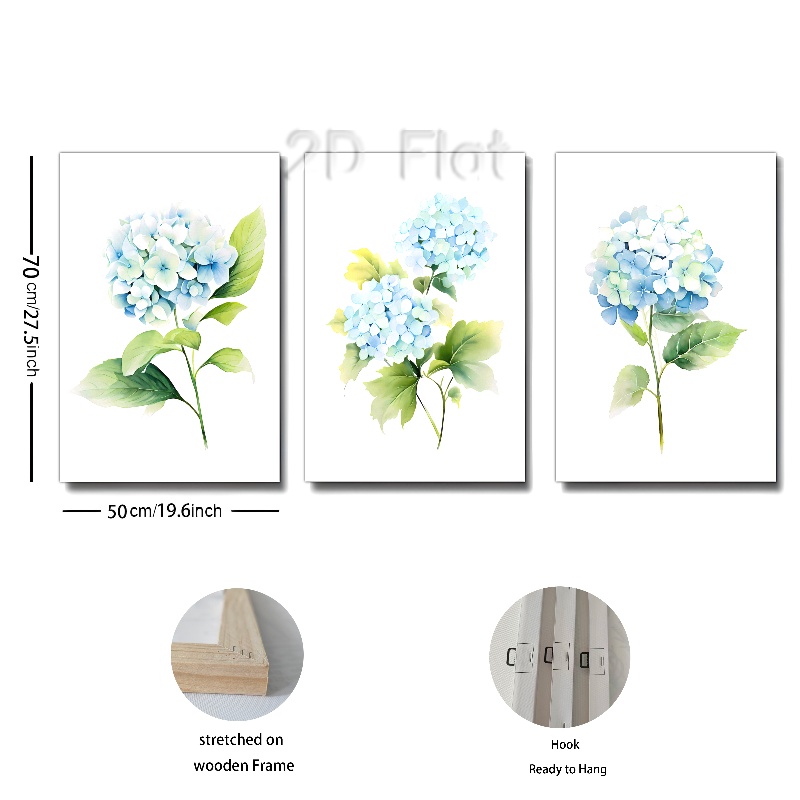 2D Flat
70 cm/27.5inch
50cm/19.6inch
stretched on
wooden Frame
Hook
Ready to Hang